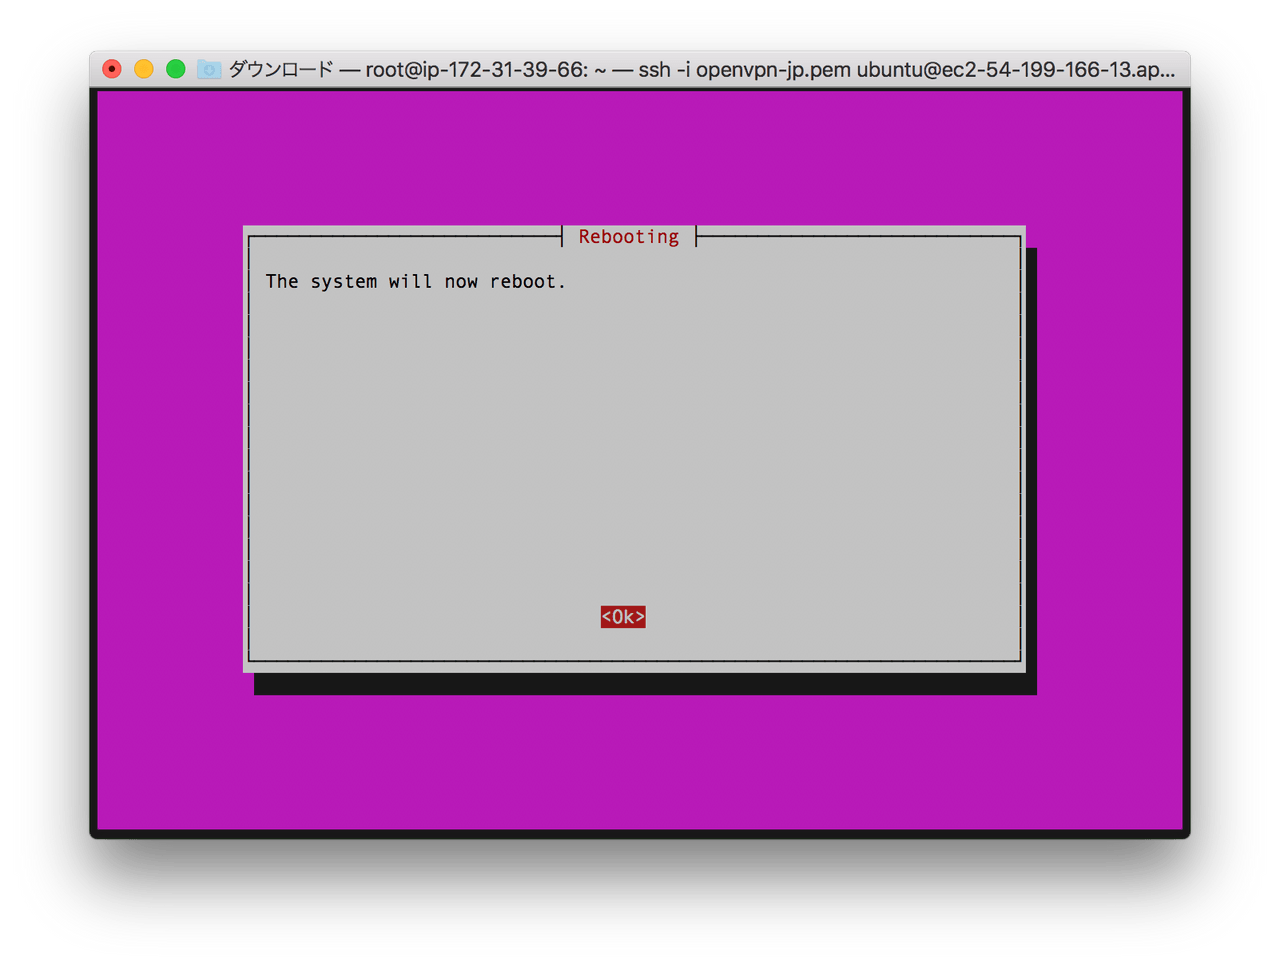 ダウンロード — root@ip-172-31-39-66: ~ — ssh -i openvpn-jp.pem ubuntu@ec2-54-199-166-13.ap...
Rebooting
The system will now reboot.
<Ok>